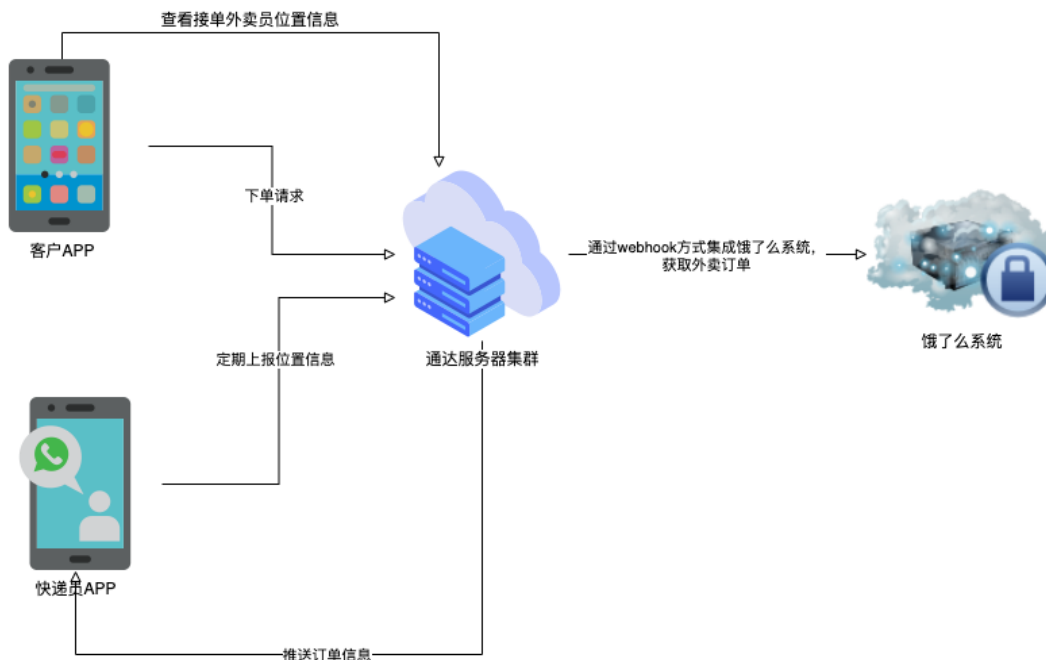 查看接单外卖员位置信息
客户APP
下单请求
通过webhook方式集成饿了么系统，
获取外卖订单
饿了么系统
定期上报位置信息
通达服务器集群
快递员APP
推送订单信息